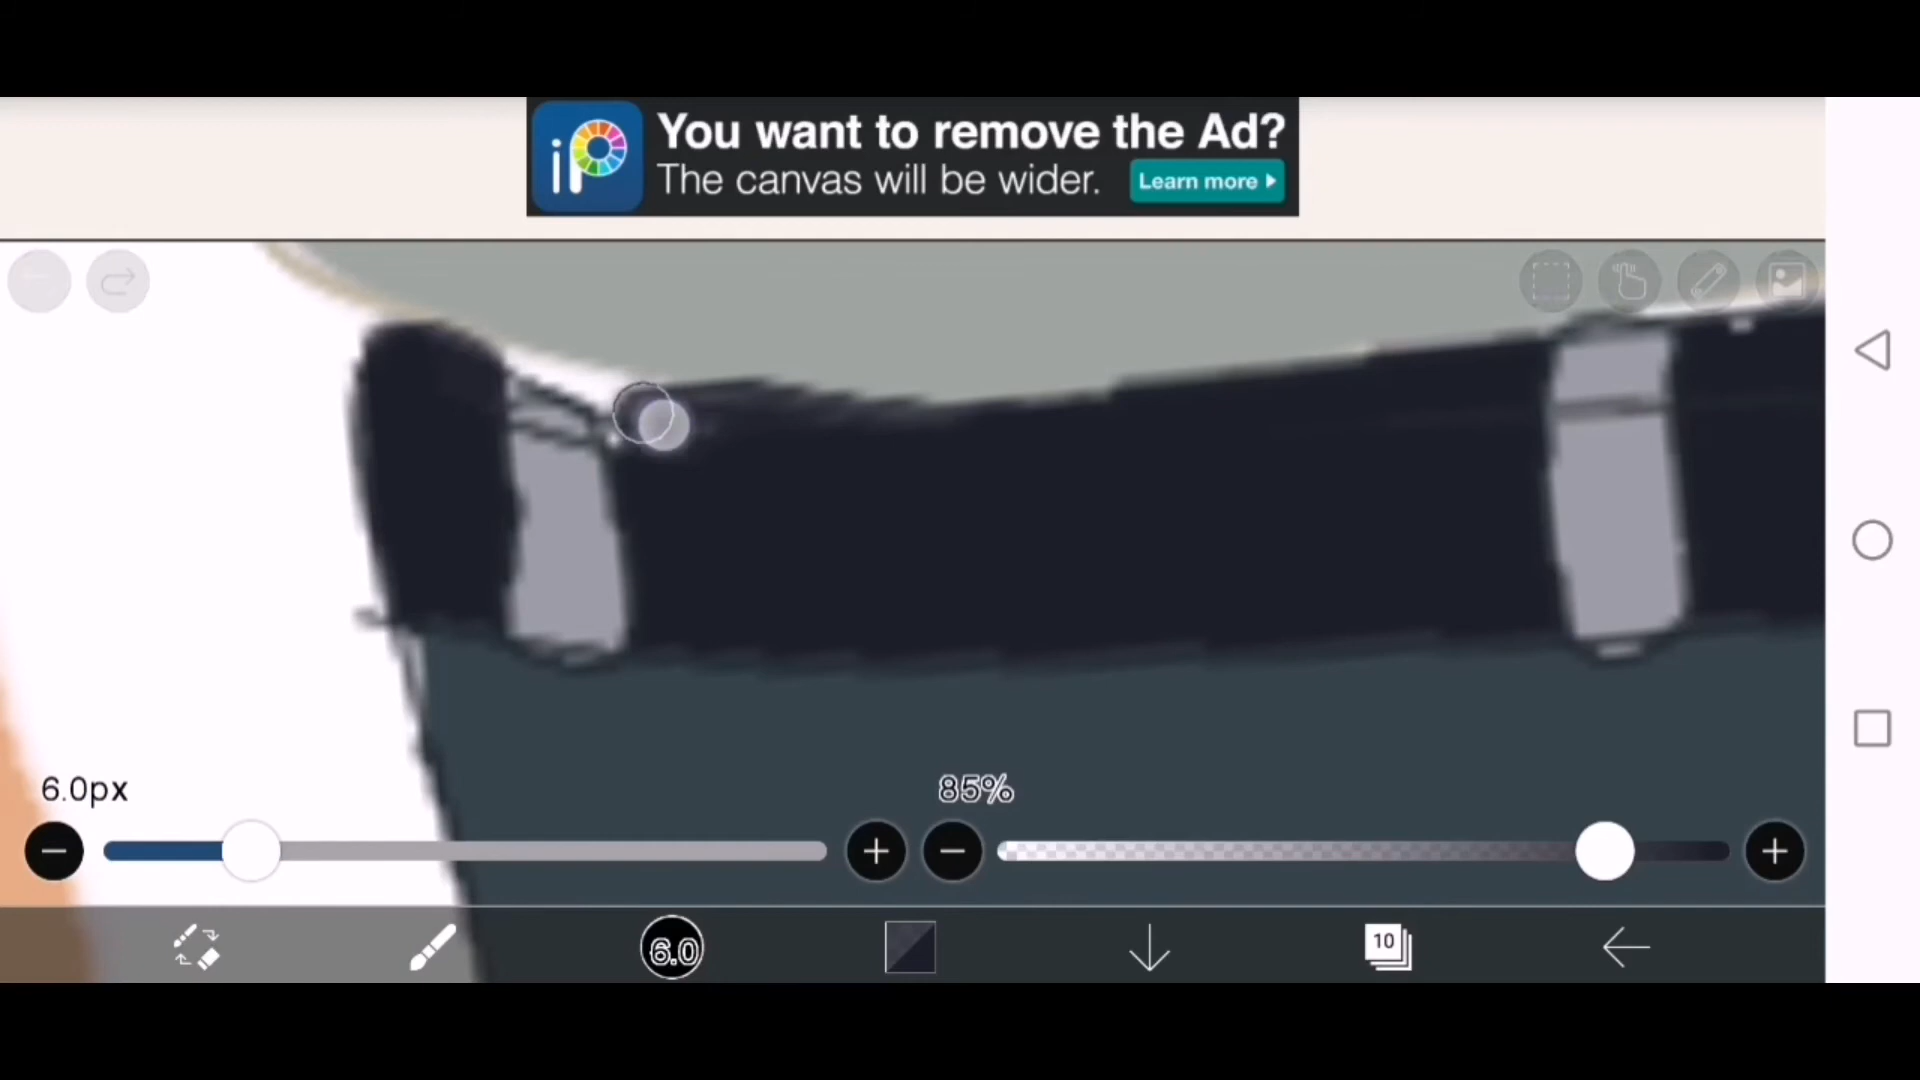 iP
You want to remove the Ad?
The canvas will be wider.
Learn more
6.0px
85%
6.0
10